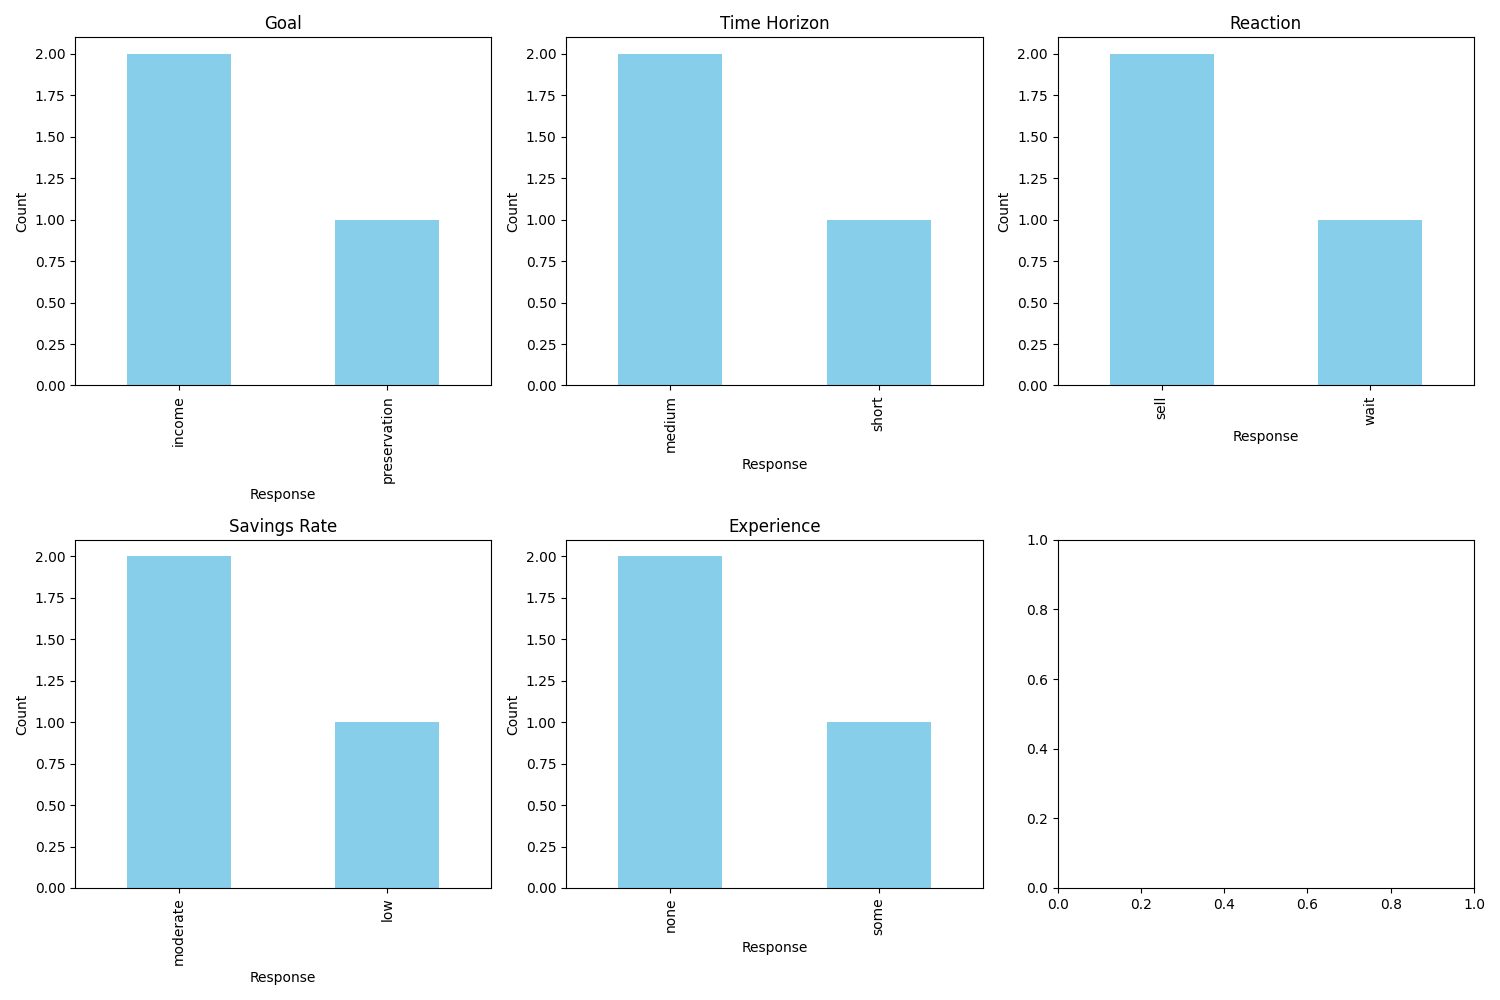 Goal
Count
2.00
1.75
1.50
1.25
1.00
0.75
0.50
0.25
0.00
income
preservation
Response
Time Horizon
Count
2.00
1.75
1.50
1.25
1.00
0.75
0.50
0.25
0.00
medium
short
Response
Reaction
Count
2.00
1.75
1.50
1.25
1.00
0.75
0.50
0.25
0.00
sell
wait
Response
Savings Rate
Count
2.00
1.75
1.50
1.25
1.00
0.75
0.50
0.25
0.00
moderate
low
Response
Experience
Count
2.00
1.75
1.50
1.25
1.00
0.75
0.50
0.25
0.00
none
some
Response
1.0
0.8
0.6
0.4
0.2
0.0
0.0 0.2 0.4 0.6 0.8 1.0